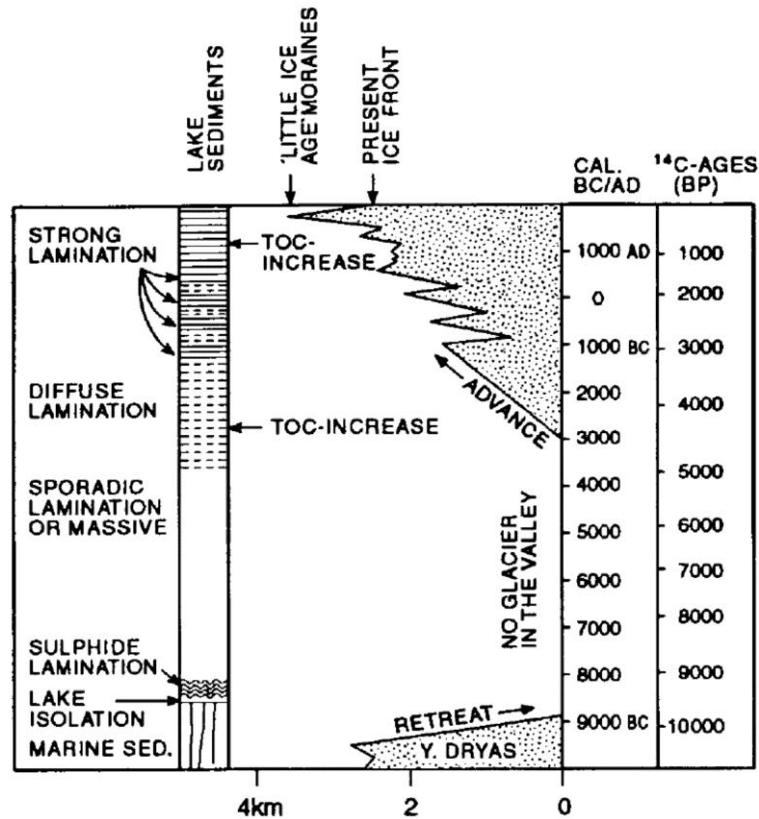 LAKE
SEDIMENTS
'LITTLE ICE
AGE' MORAINES
PRESENT
ICE FRONT
CAL.
BC/AD
14C-AGES
(BP)
STRONG
LAMINATION
TOC-
INCREASE
DIFFUSE
LAMINATION
TOC-INCREASE
SPORADIC
LAMINATION
OR MASSIVE
SULPHIDE
LAMINATION
LAKE
ISOLATION
MARINE SED.
ADVANCE
NO GLACIER
IN THE VALLEY
RETREAT
Y. DRYAS
1000 AD
0
1000 BC
2000
3000
4000
5000
6000
7000
8000
9000 BC
1000
2000
3000
4000
5000
6000
7000
8000
9000
10000
4km
2
0